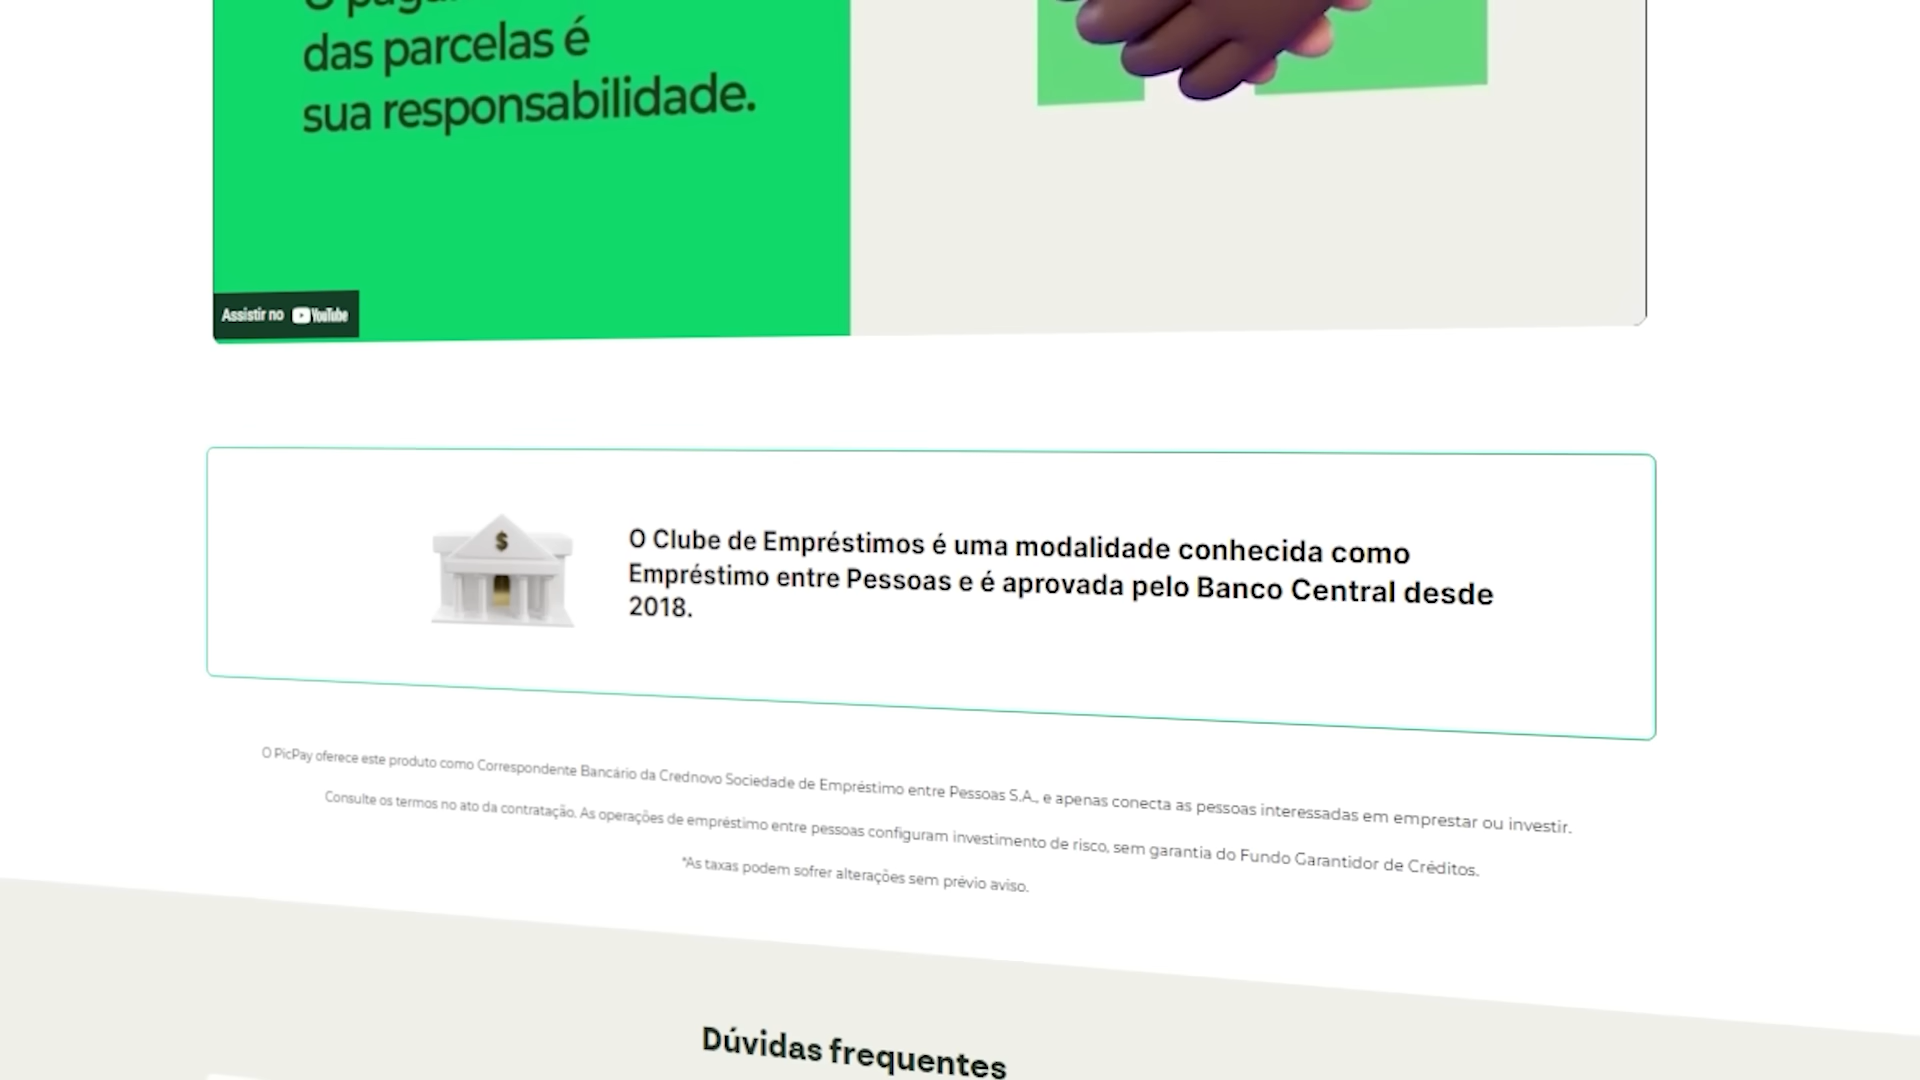 das parcelas é
sua responsabilidade.
Assistir no YouTube
O Clube de Empréstimos é uma modalidade conhecida como
Empréstimo entre Pessoas e é aprovada pelo Banco Central desde
2018.
O PicPay oferece este produto como Correspondente Bancário da Crednovo Sociedade de Empréstimo entre Pessoas S.A., e apenas conecta as pessoas interessadas em emprestar ou investir.
Consulte os termos no ato da contratação. As operações de empréstimo entre pessoas configuram investimento de risco, sem garantia do Fundo Garantidor de Créditos.
*As taxas podem sofrer alterações sem prévio aviso.
Dúvidas frequentes